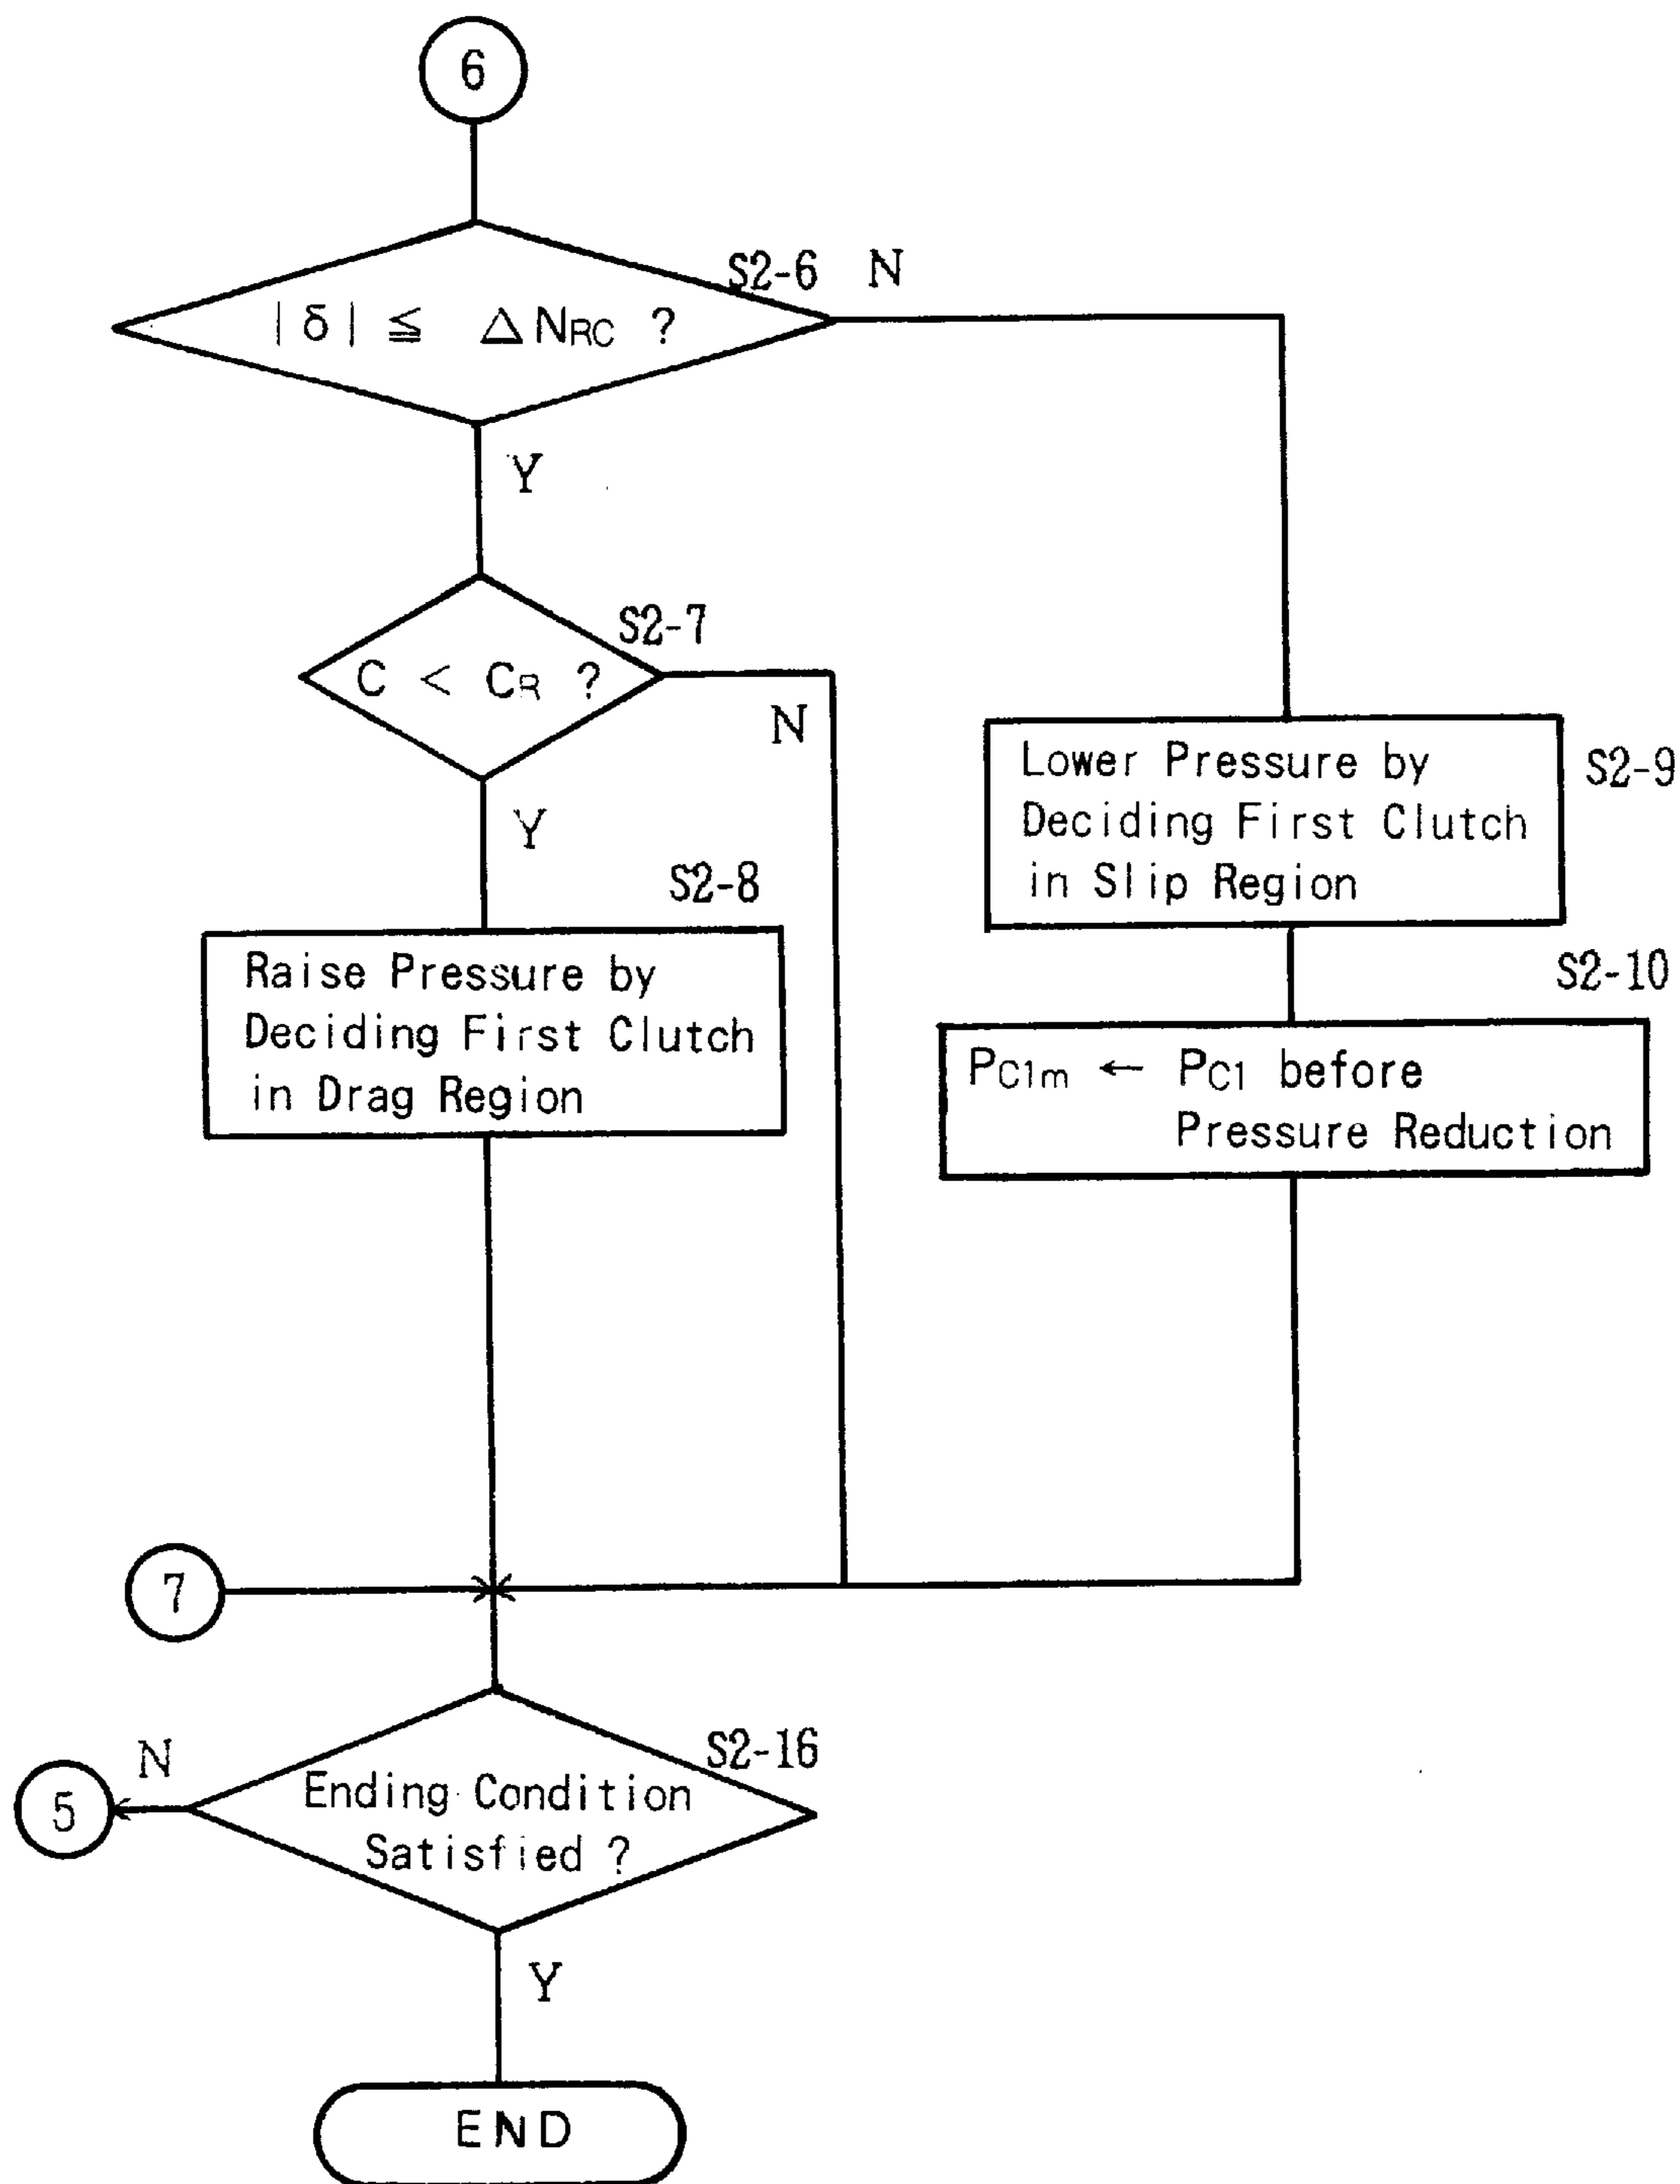 6
S2-6 N
|δ| ≦ ΔNRC ?
Y
S2-7
C < CR ?
N
Y
S2-8
Raise Pressure by
Deciding First Clutch
in Drag Region
Lower Pressure by
Deciding First Clutch
in Slip Region
S2-9
S2-10
PC1m ← PC1 before
Pressure Reduction
7
S2-16
N
5
Ending Condition
Satisfied ?
Y
END